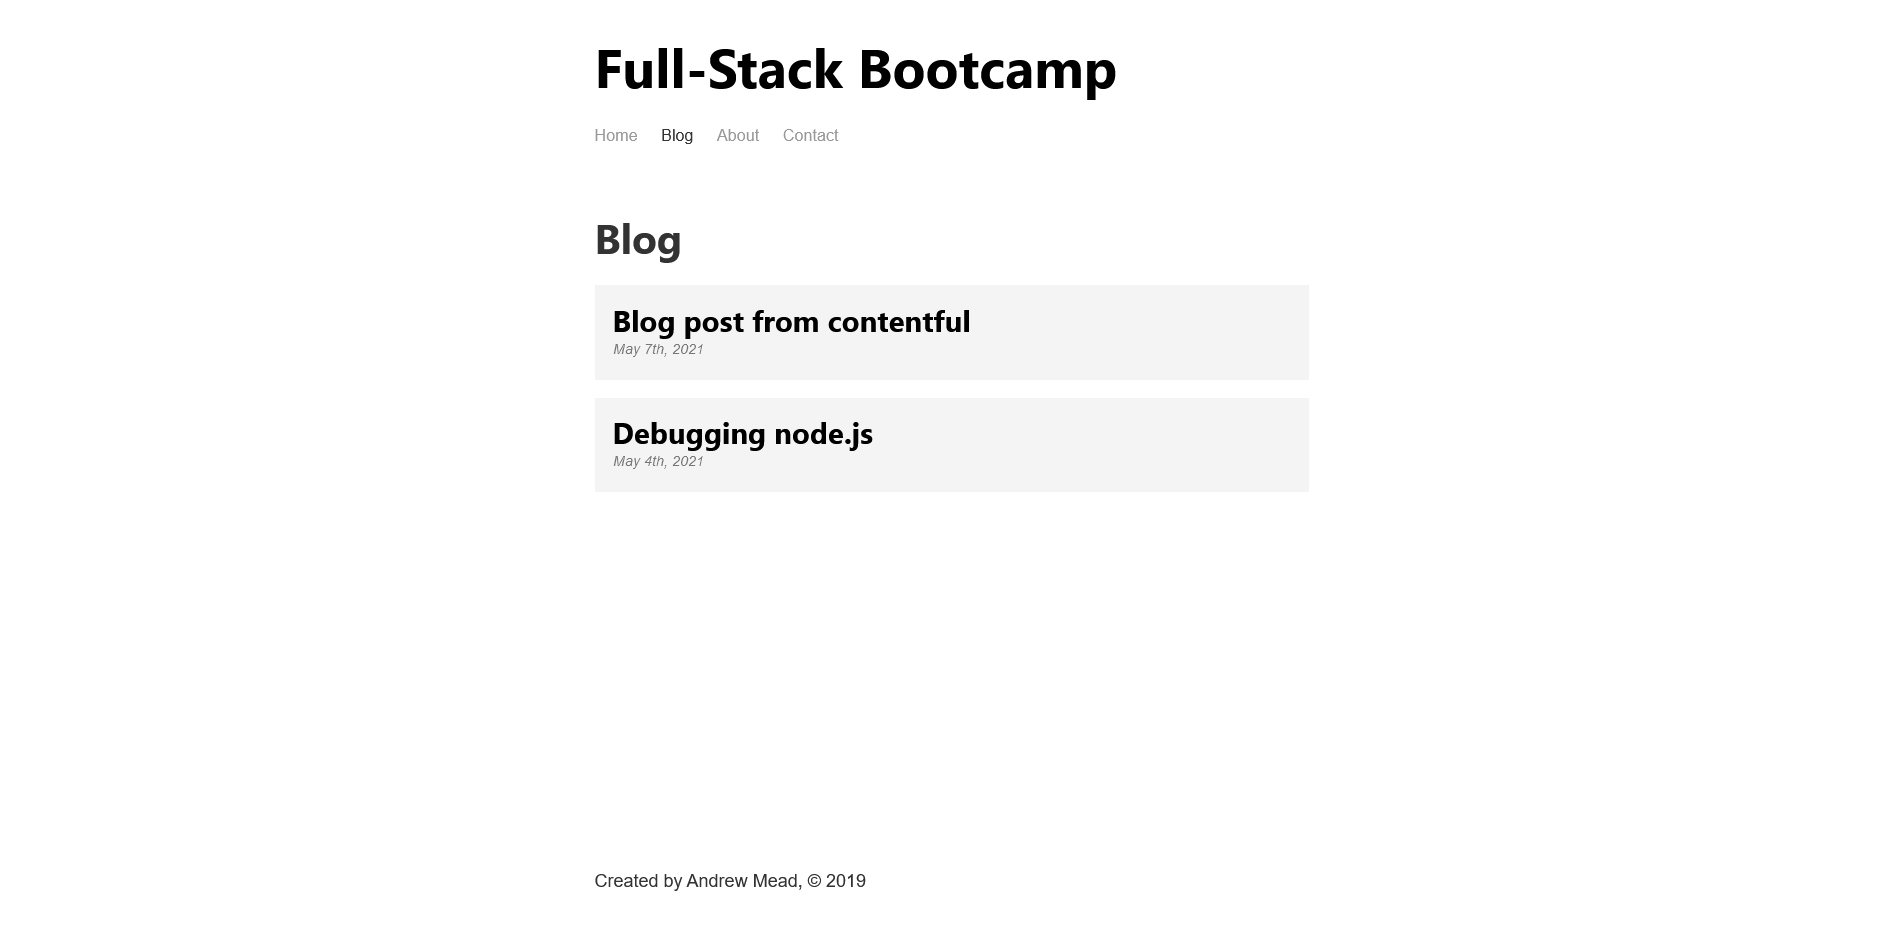 Full-Stack Bootcamp
Home Blog About Contact
Blog
Blog post from contentful
May 7th, 2021
Debugging node.js
May 4th, 2021
Created by Andrew Mead, © 2019